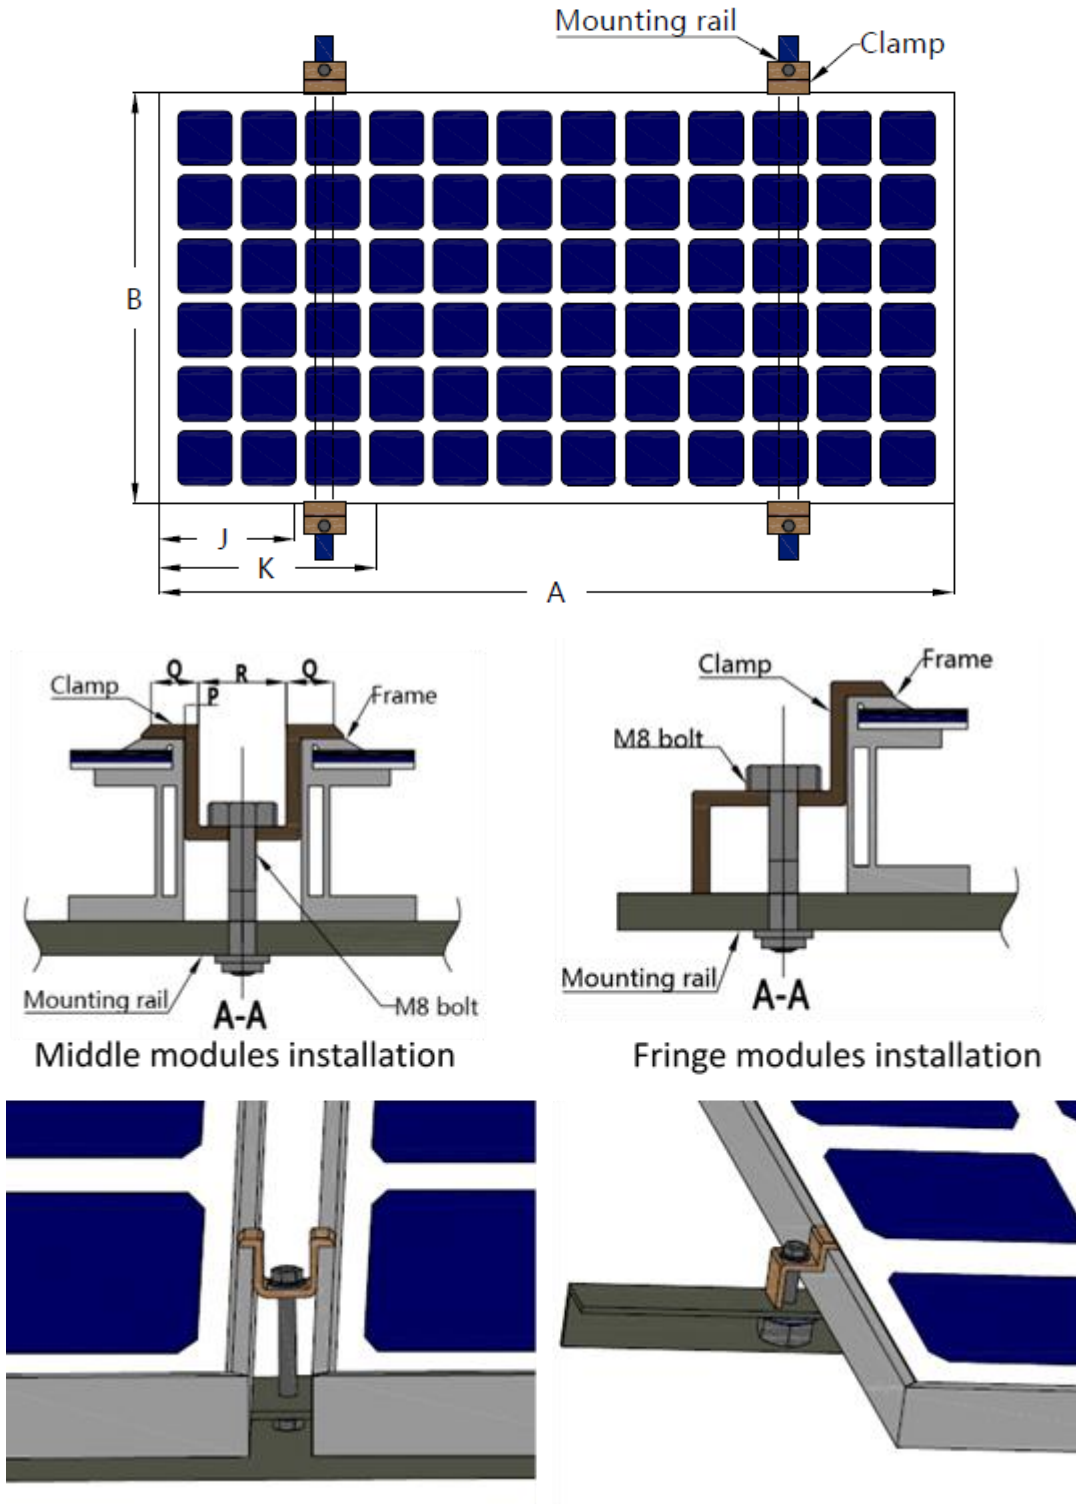 Mounting rail
Clamp
B
J
K
A
Q R Q
P
Clamp
Frame
Mounting rail
M8 bolt
A-A
Middle modules installation
Clamp
Frame
M8 bolt
Mounting rail
A-A
Fringe modules installation